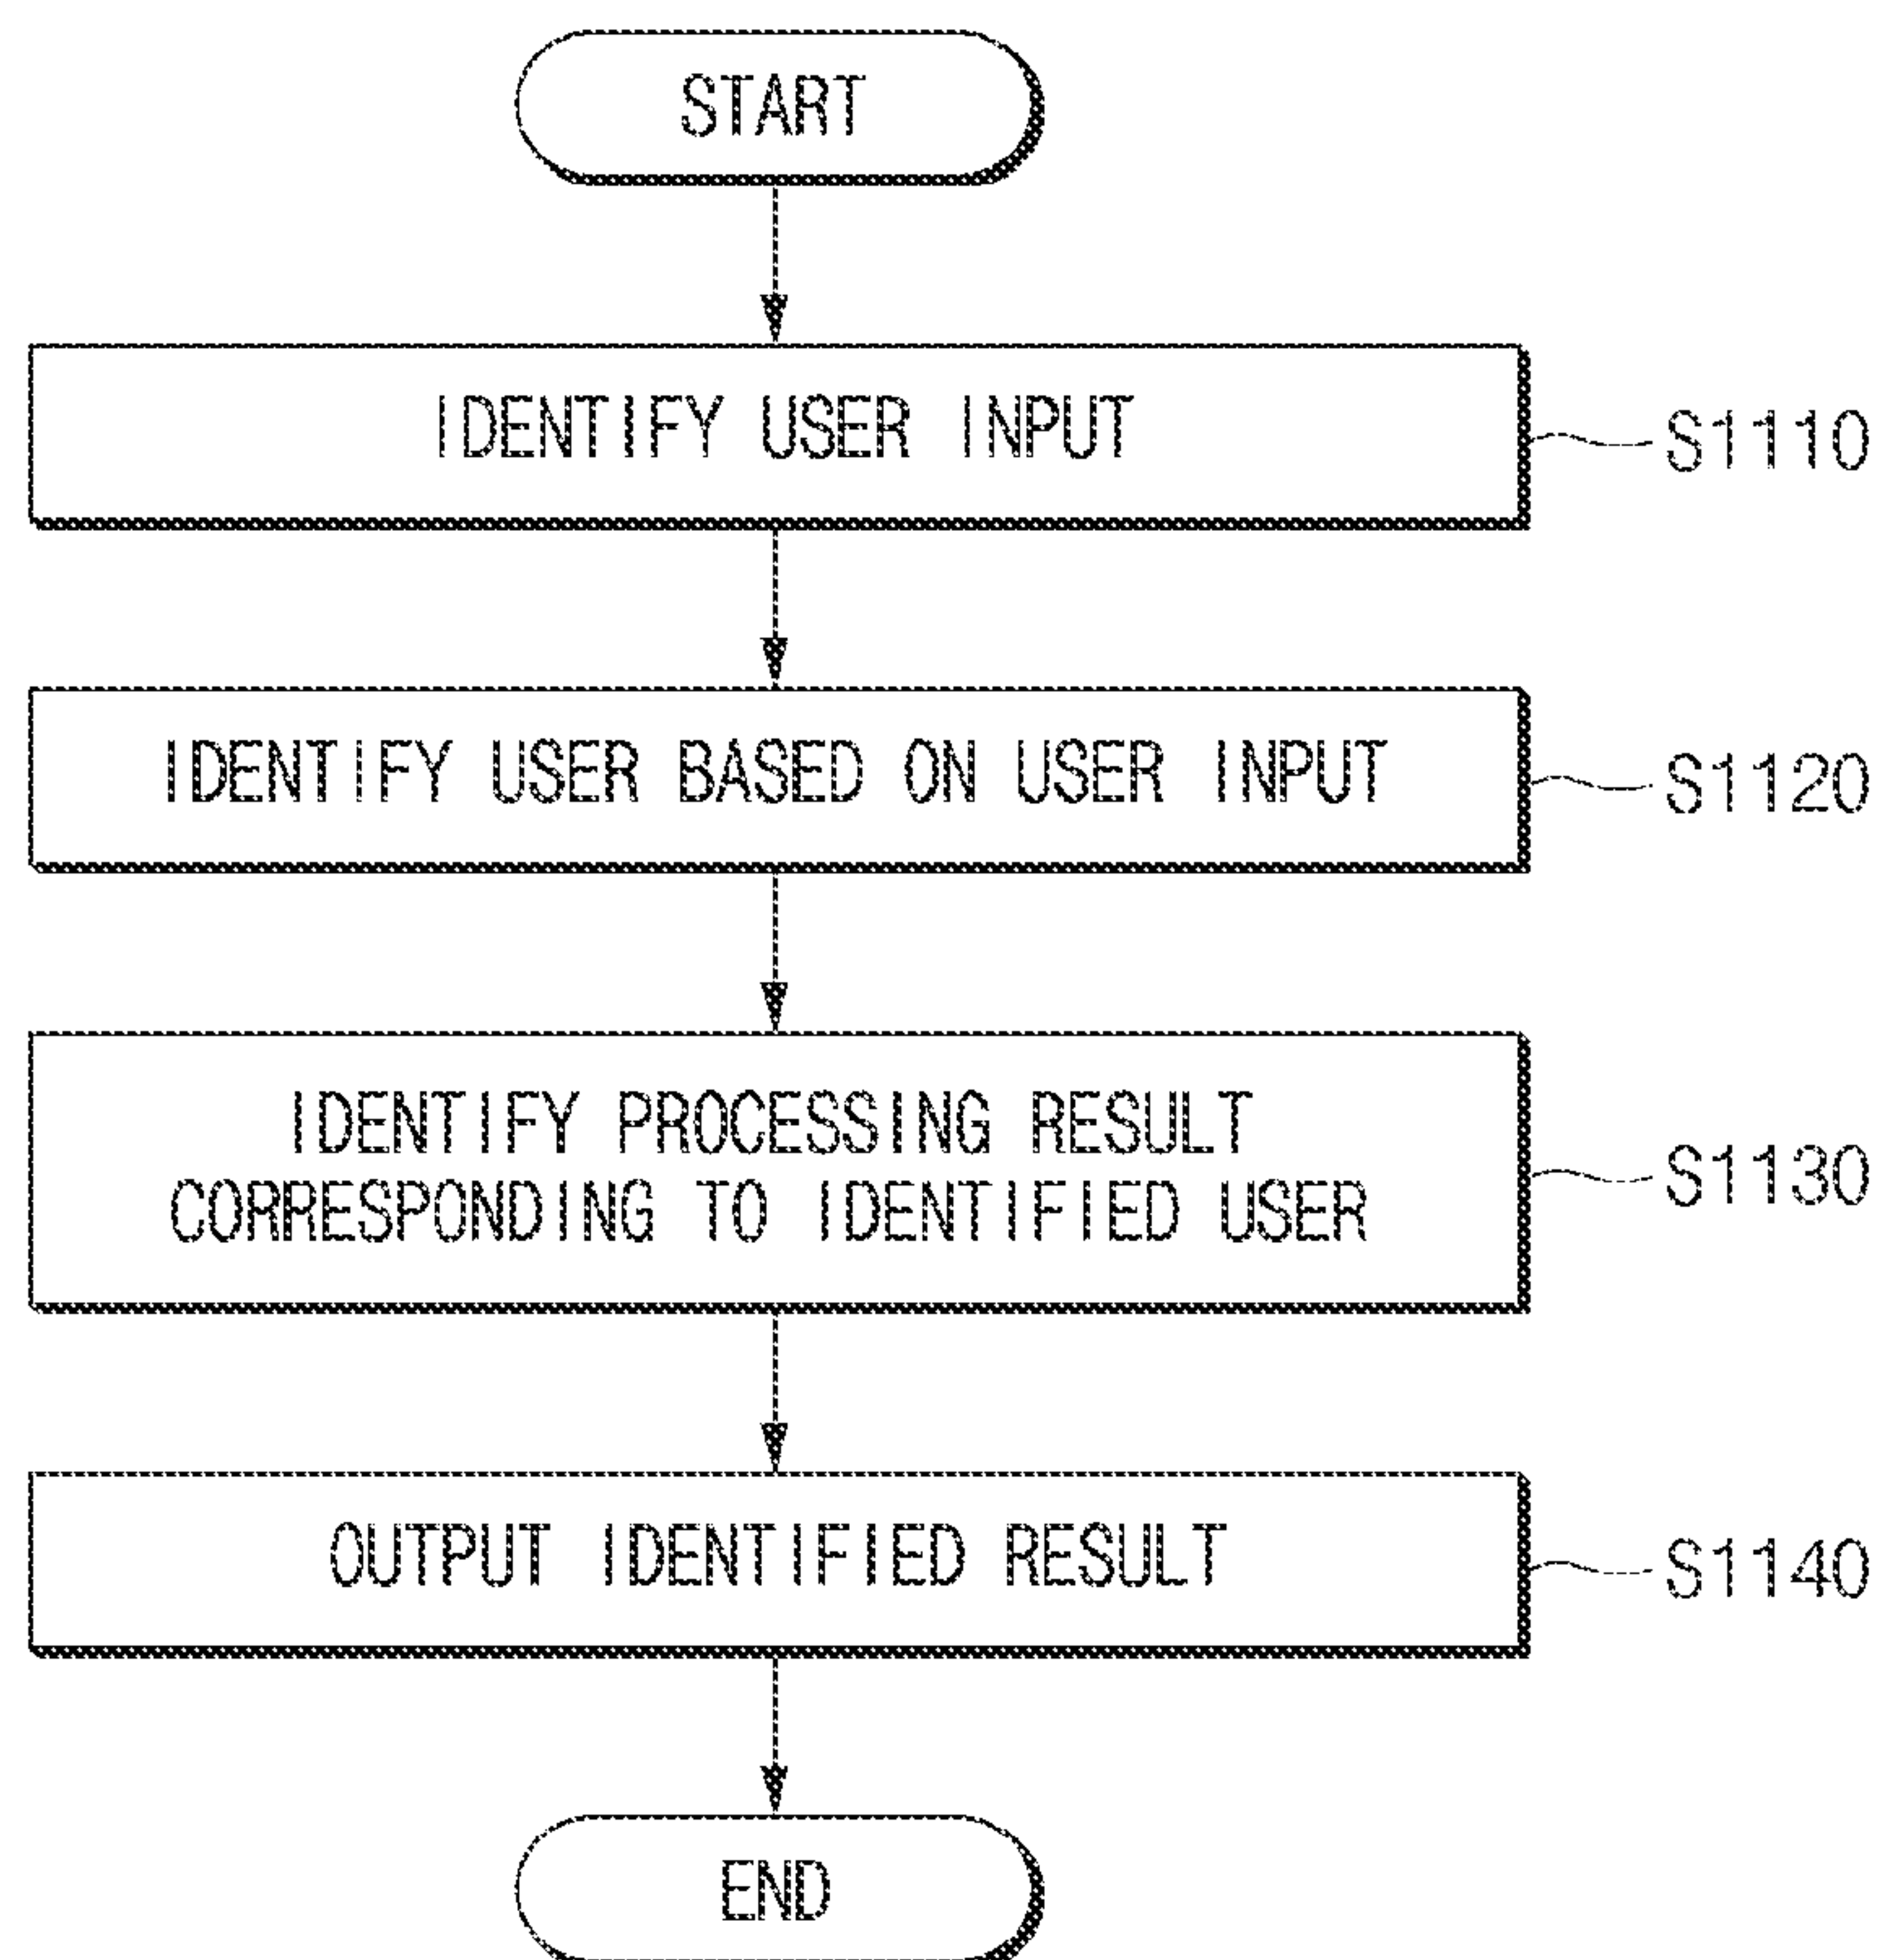 START
IDENTIFY USER INPUT
S1110
IDENTIFY USER BASED ON USER INPUT
S1120
IDENTIFY PROCESSING RESULT
CORRESPONDING TO IDENTIFIED USER
S1130
OUTPUT IDENTIFIED RESULT
S1140
END